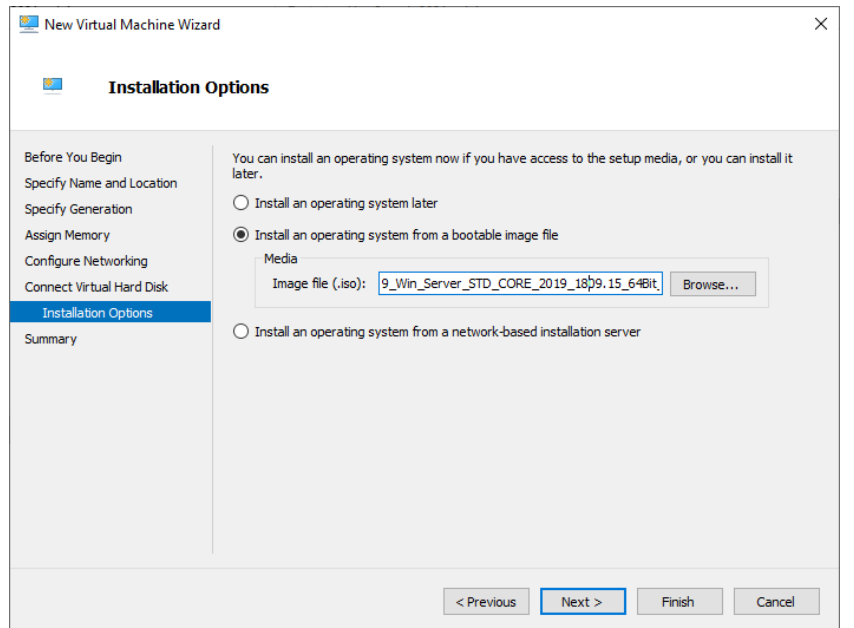 New Virtual Machine Wizard
Installation Options
Before You Begin
Specify Name and Location
Specify Generation
Assign Memory
Configure Networking
Connect Virtual Hard Disk
Installation Options
Summary
You can install an operating system now if you have access to the setup media, or you can install it
later.
Install an operating system later
Install an operating system from a bootable image file
Media
Image file (.iso): 9_Win_Server_STD_CORE_2019_1809.15_64Bit_ Browse...
Install an operating system from a network-based installation server
< Previous Next > Finish Cancel